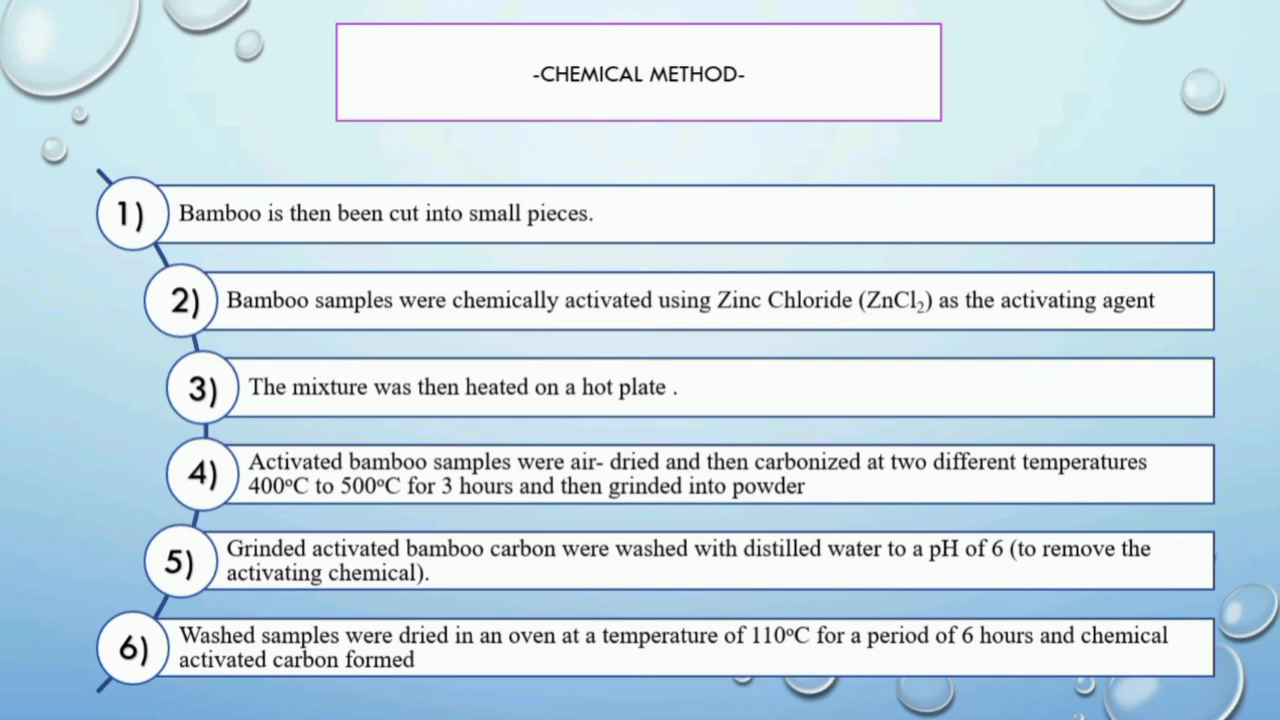 -CHEMICAL METHOD-
1) Bamboo is then been cut into small pieces.
2) Bamboo samples were chemically activated using Zinc Chloride (ZnCl₂) as the activating agent
3) The mixture was then heated on a hot plate .
4) Activated bamboo samples were air- dried and then carbonized at two different temperatures
400ºC to 500ºC for 3 hours and then grinded into powder
5) Grinded activated bamboo carbon were washed with distilled water to a pH of 6 (to remove the
activating chemical).
6) Washed samples were dried in an oven at a temperature of 110ºC for a period of 6 hours and chemical
activated carbon formed